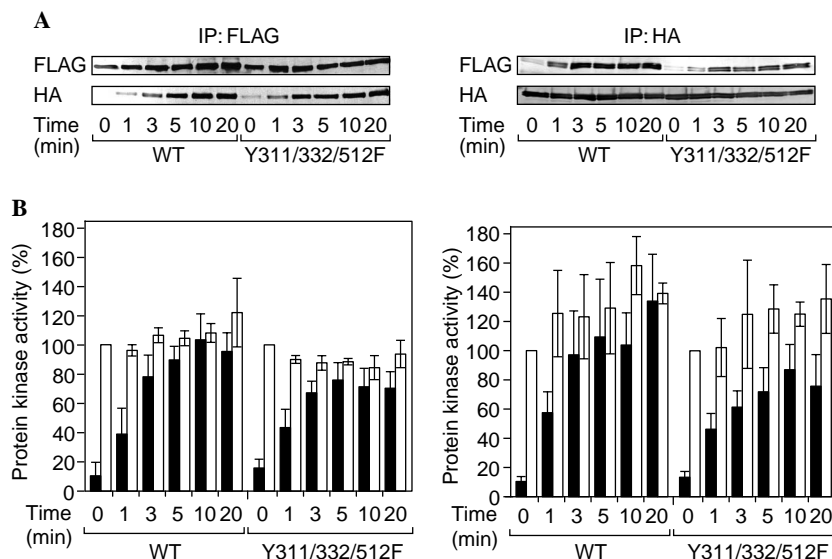 A
IP: FLAG
FLAG
HA
Time (min)
0 1 3 5 10 20 0 1 3 5 10 20
WT Y311/332/512F
IP: HA
FLAG
HA
Time (min)
0 1 3 5 10 20 0 1 3 5 10 20
WT Y311/332/512F
B
Protein kinase activity (%)
180
160
140
120
100
80
60
40
20
0
Time (min)
0 1 3 5 10 20 0 1 3 5 10 20
WT Y311/332/512F
Protein kinase activity (%)
180
160
140
120
100
80
60
40
20
0
Time (min)
0 1 3 5 10 20 0 1 3 5 10 20
WT Y311/332/512F